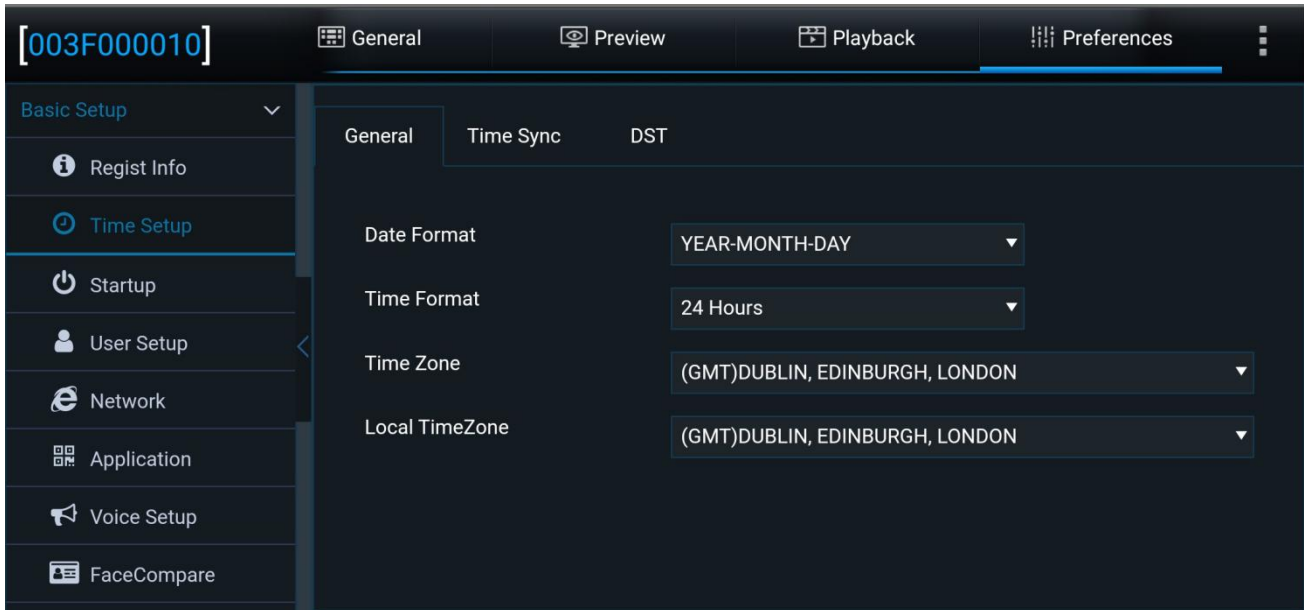 [003F000010]
General
Preview
Playback
Preferences
Basic Setup
Regist Info
Time Setup
Startup
User Setup
Network
Application
Voice Setup
FaceCompare
General
Time Sync
DST
Date Format
YEAR-MONTH-DAY
Time Format
24 Hours
Time Zone
(GMT)DUBLIN, EDINBURGH, LONDON
Local TimeZone
(GMT)DUBLIN, EDINBURGH, LONDON